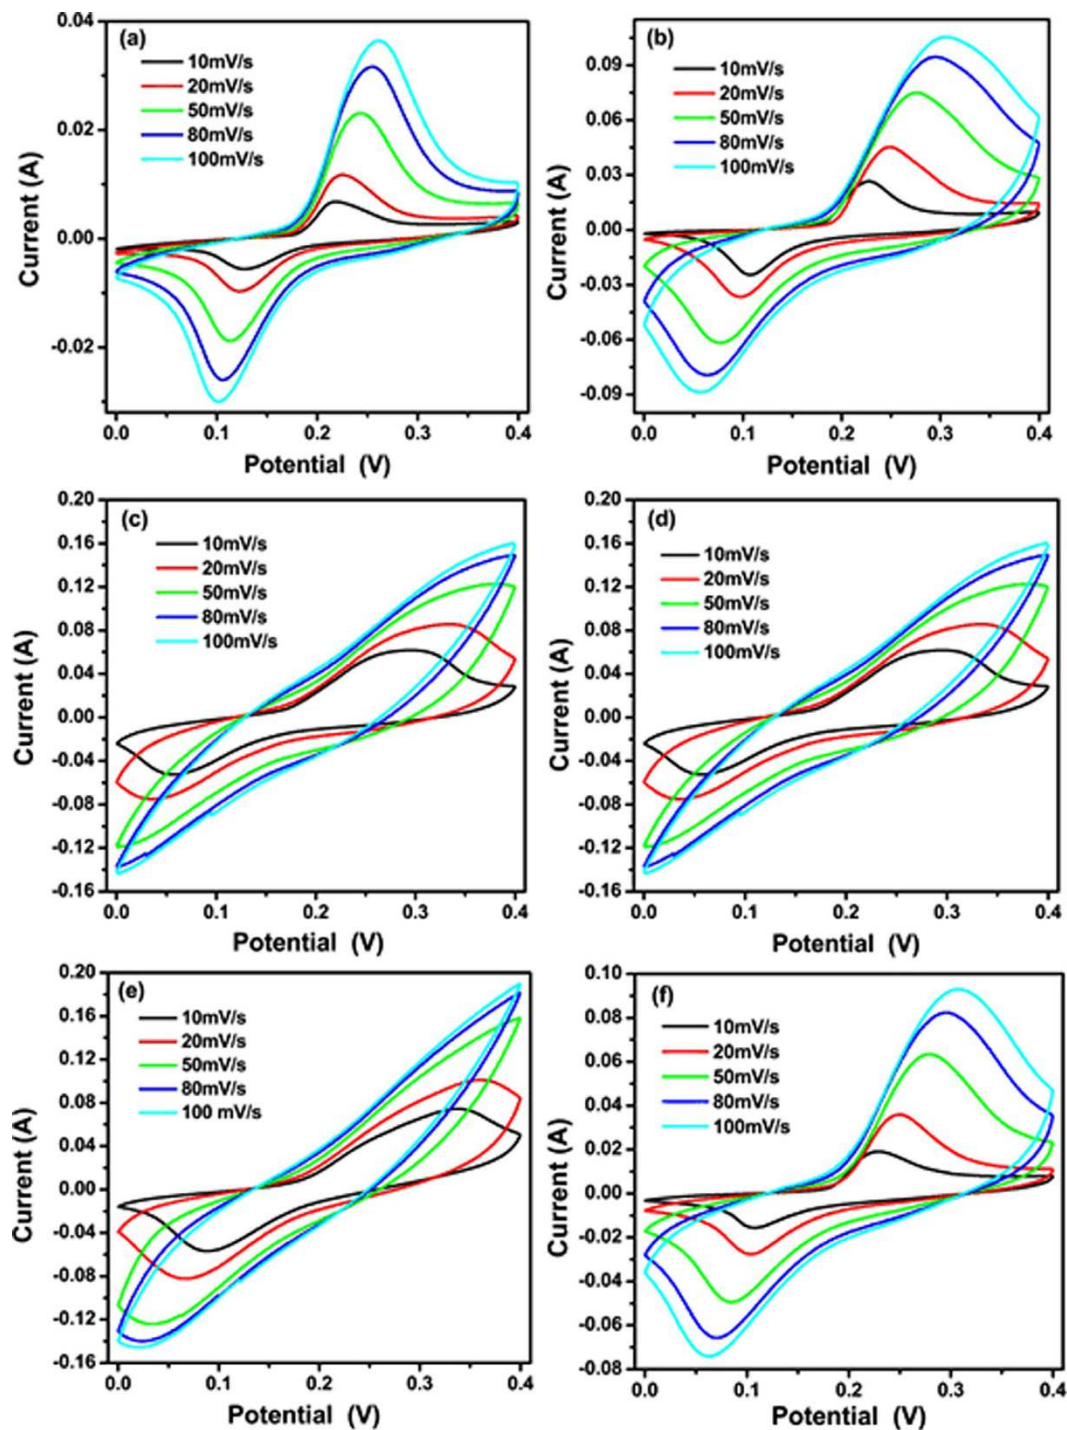 (a)
10mV/s
20mV/s
50mV/s
80mV/s
100mV/s
0.04
0.02
0.00
-0.02
Current (A)
0.0 0.1 0.2 0.3 0.4
Potential (V)
(b)
10mV/s
20mV/s
50mV/s
80mV/s
100mV/s
0.09
0.06
0.03
0.00
-0.03
-0.06
-0.09
Current (A)
0.0 0.1 0.2 0.3 0.4
Potential (V)
(c)
10mV/s
20mV/s
50mV/s
80mV/s
100mV/s
0.20
0.16
0.12
0.08
0.04
0.00
-0.04
-0.08
-0.12
-0.16
Current (A)
0.0 0.1 0.2 0.3 0.4
Potential (V)
(d)
10mV/s
20mV/s
50mV/s
80mV/s
100mV/s
0.20
0.16
0.12
0.08
0.04
0.00
-0.04
-0.08
-0.12
-0.16
Current (A)
0.0 0.1 0.2 0.3 0.4
Potential (V)
(e)
10mV/s
20mV/s
50mV/s
80mV/s
100 mV/s
0.20
0.16
0.12
0.08
0.04
0.00
-0.04
-0.08
-0.12
-0.16
Current (A)
0.0 0.1 0.2 0.3 0.4
Potential (V)
(f)
10mV/s
20mV/s
50mV/s
80mV/s
100mV/s
0.10
0.08
0.06
0.04
0.02
0.00
-0.02
-0.04
-0.06
-0.08
Current (A)
0.0 0.1 0.2 0.3 0.4
Potential (V)